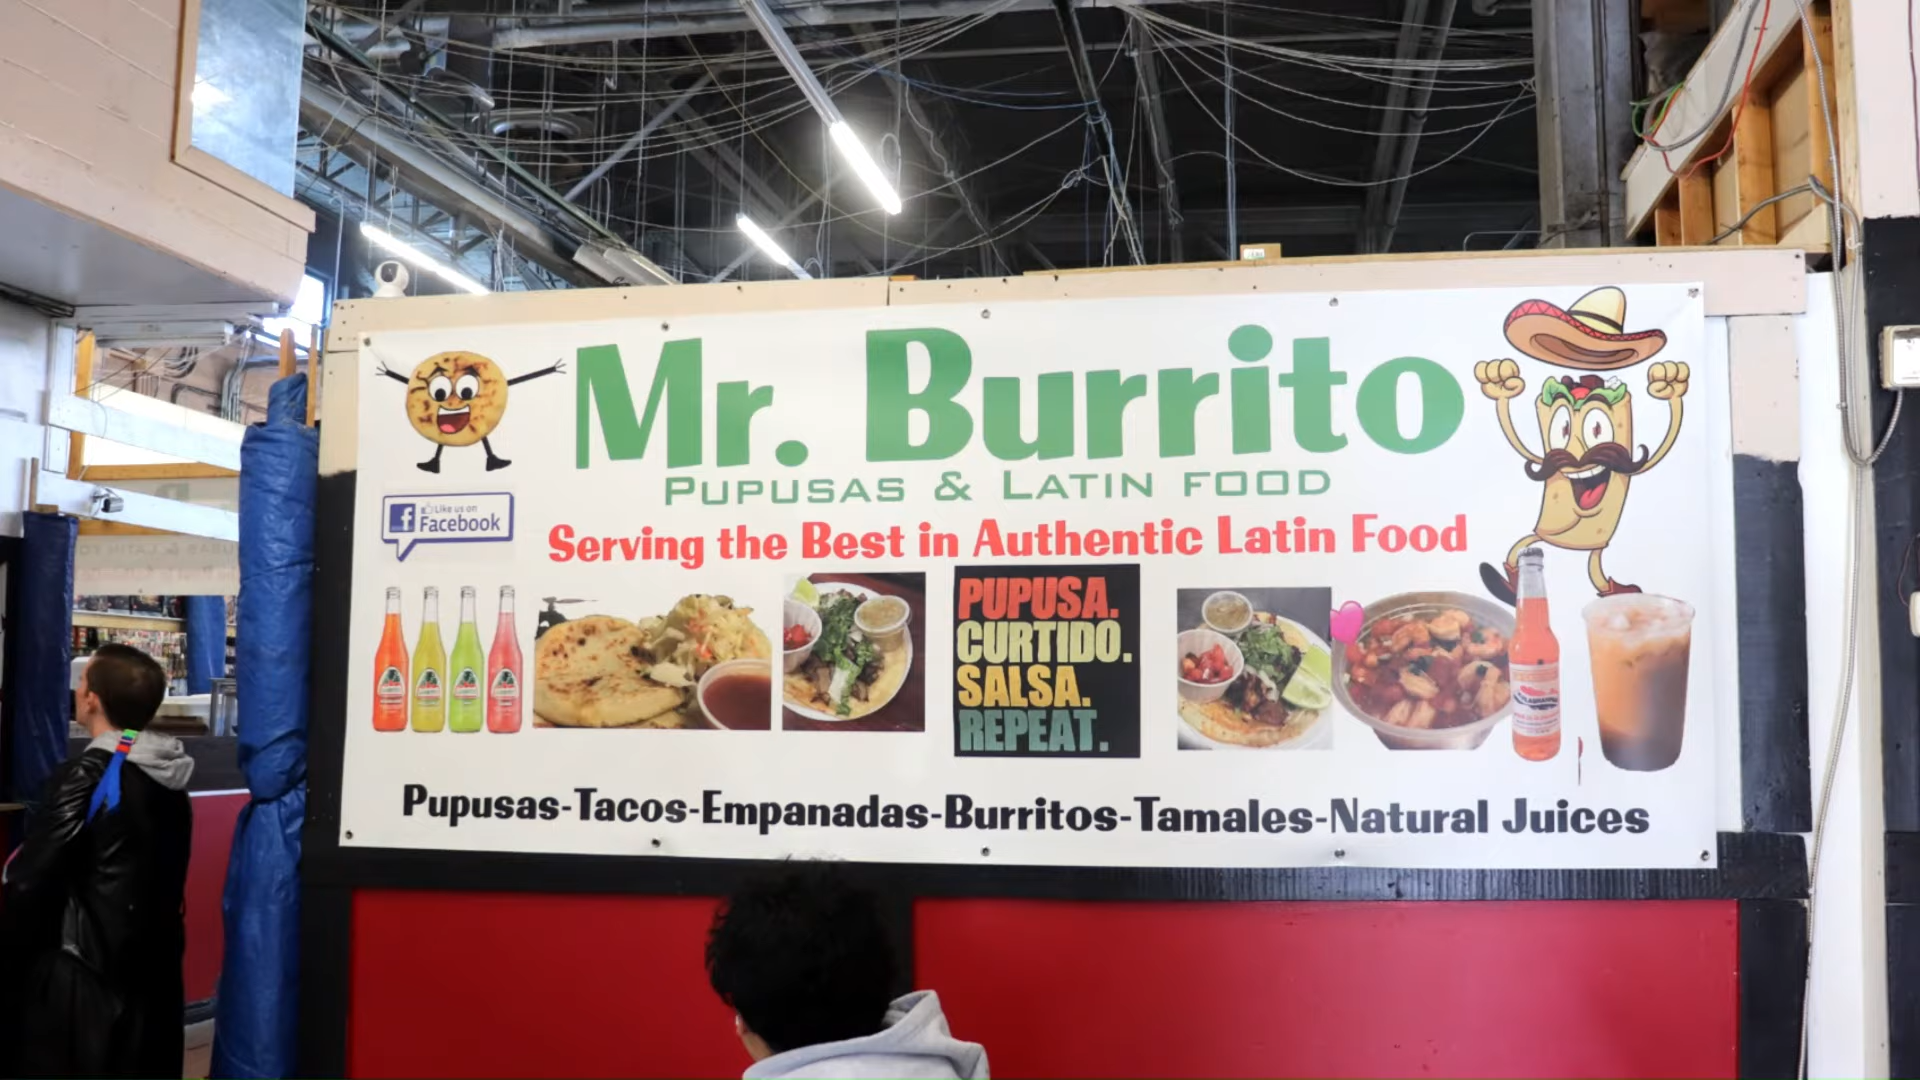 Mr. Burrito
PUPUSAS & LATIN FOOD
Serving the Best in Authentic Latin Food
Like us on
Facebook
PUPUSA.
CURTIDO.
SALSA.
REPEAT.
Pupusas-Tacos-Empanadas-Burritos-Tamales-Natural Juices